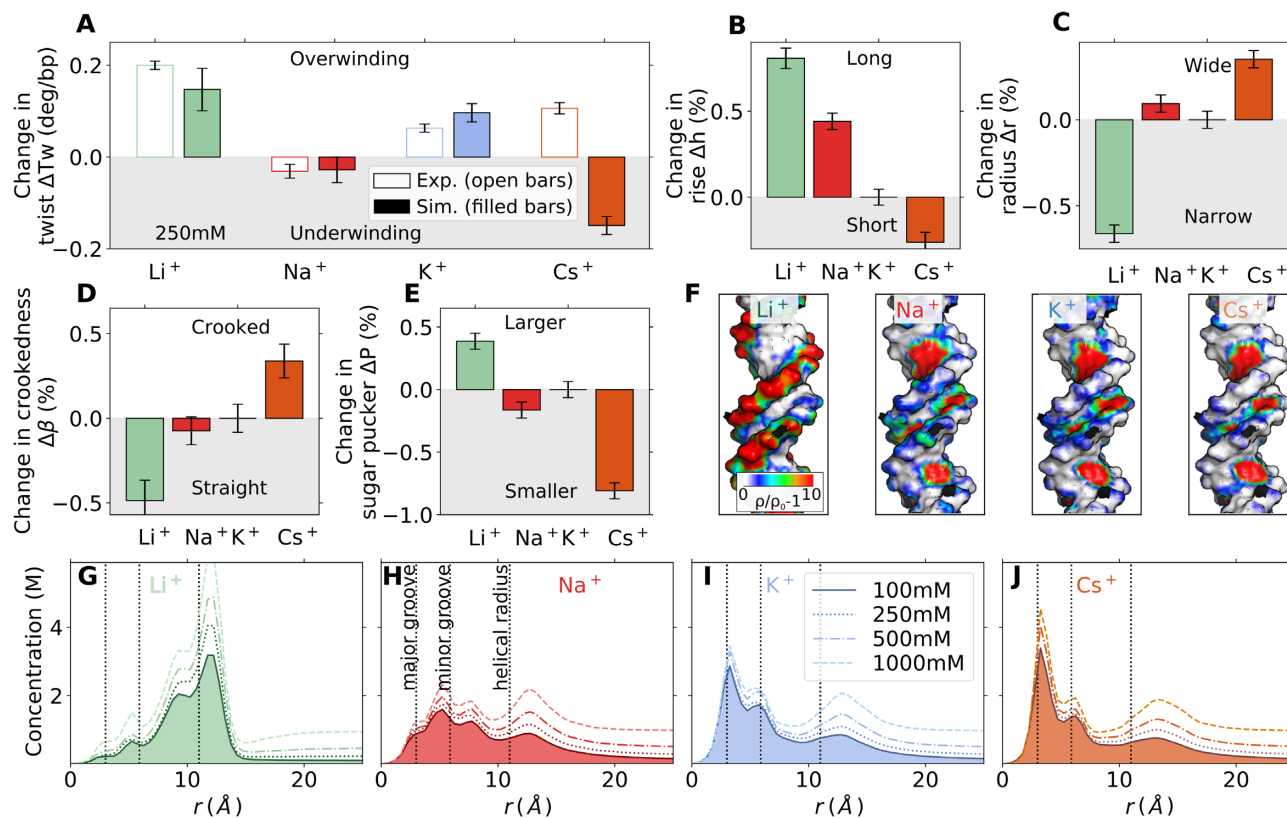 A
Change in
twist ΔTw (deg/bp)
0.2
0.0
−0.2
Overwinding
Exp. (open bars)
Sim. (filled bars)
250mM
Underwinding
Li⁺
Na⁺
K⁺
Cs⁺
B
Change in
rise Δh (%)
0.5
0.0
Long
Short
Li⁺
Na⁺
K⁺
Cs⁺
C
Change in
radius Δr (%)
0.0
−0.5
Wide
Narrow
Li⁺
Na⁺
K⁺
Cs⁺
D
Change in crookedness
Δβ (%)
0.5
0.0
−0.5
Crooked
Straight
Li⁺
Na⁺
K⁺
Cs⁺
E
Change in
sugar pucker ΔP (%)
0.5
0.0
−0.5
−1.0
Larger
Smaller
Li⁺
Na⁺
K⁺
Cs⁺
F
Li⁺
0
10
ρ/ρ₀-1
Na⁺
K⁺
Cs⁺
G
Li⁺
Concentration (M)
4
2
0
10
20
r (Å)
H
Na⁺
major groove
minor groove
helical radius
0
10
20
r (Å)
I
K⁺
100mM
250mM
500mM
1000mM
0
10
20
r (Å)
J
Cs⁺
0
10
20
r (Å)